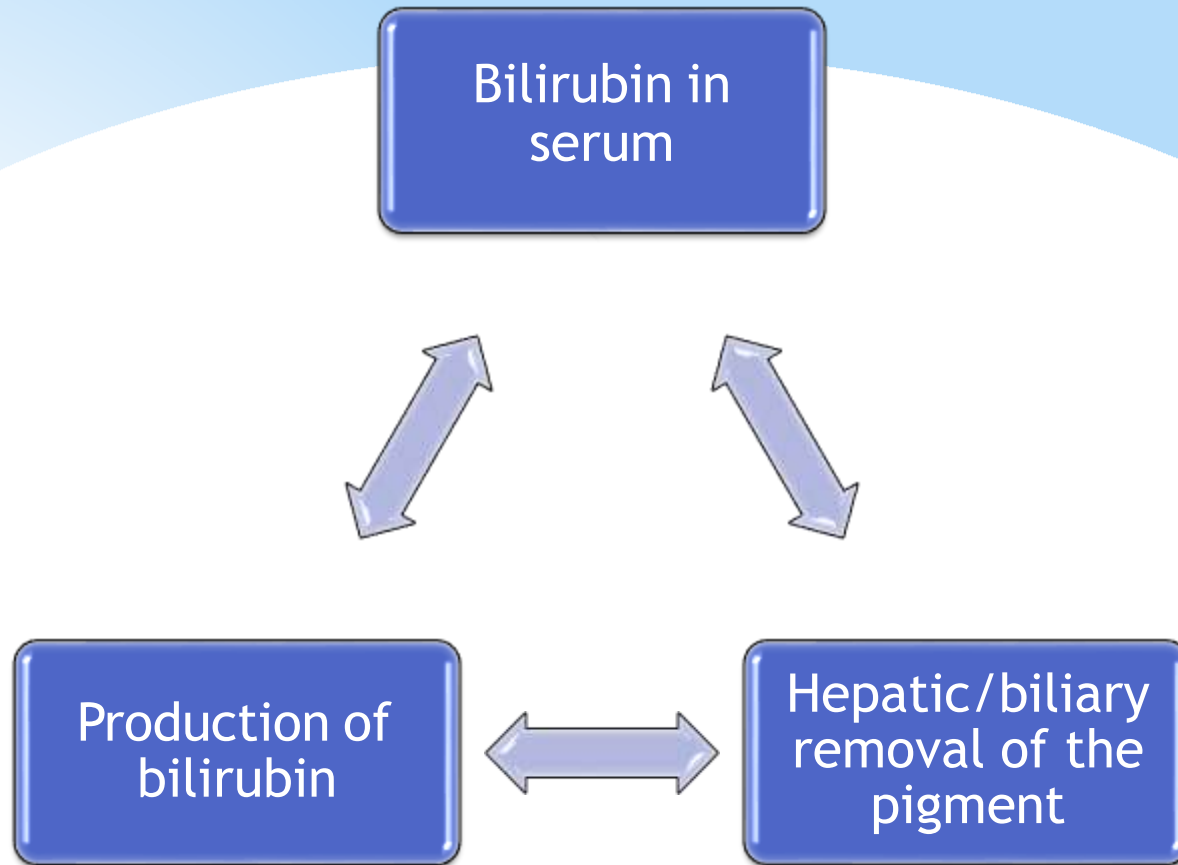 Bilirubin in
serum
Production of
bilirubin
Hepatic/biliary
removal of the
pigment